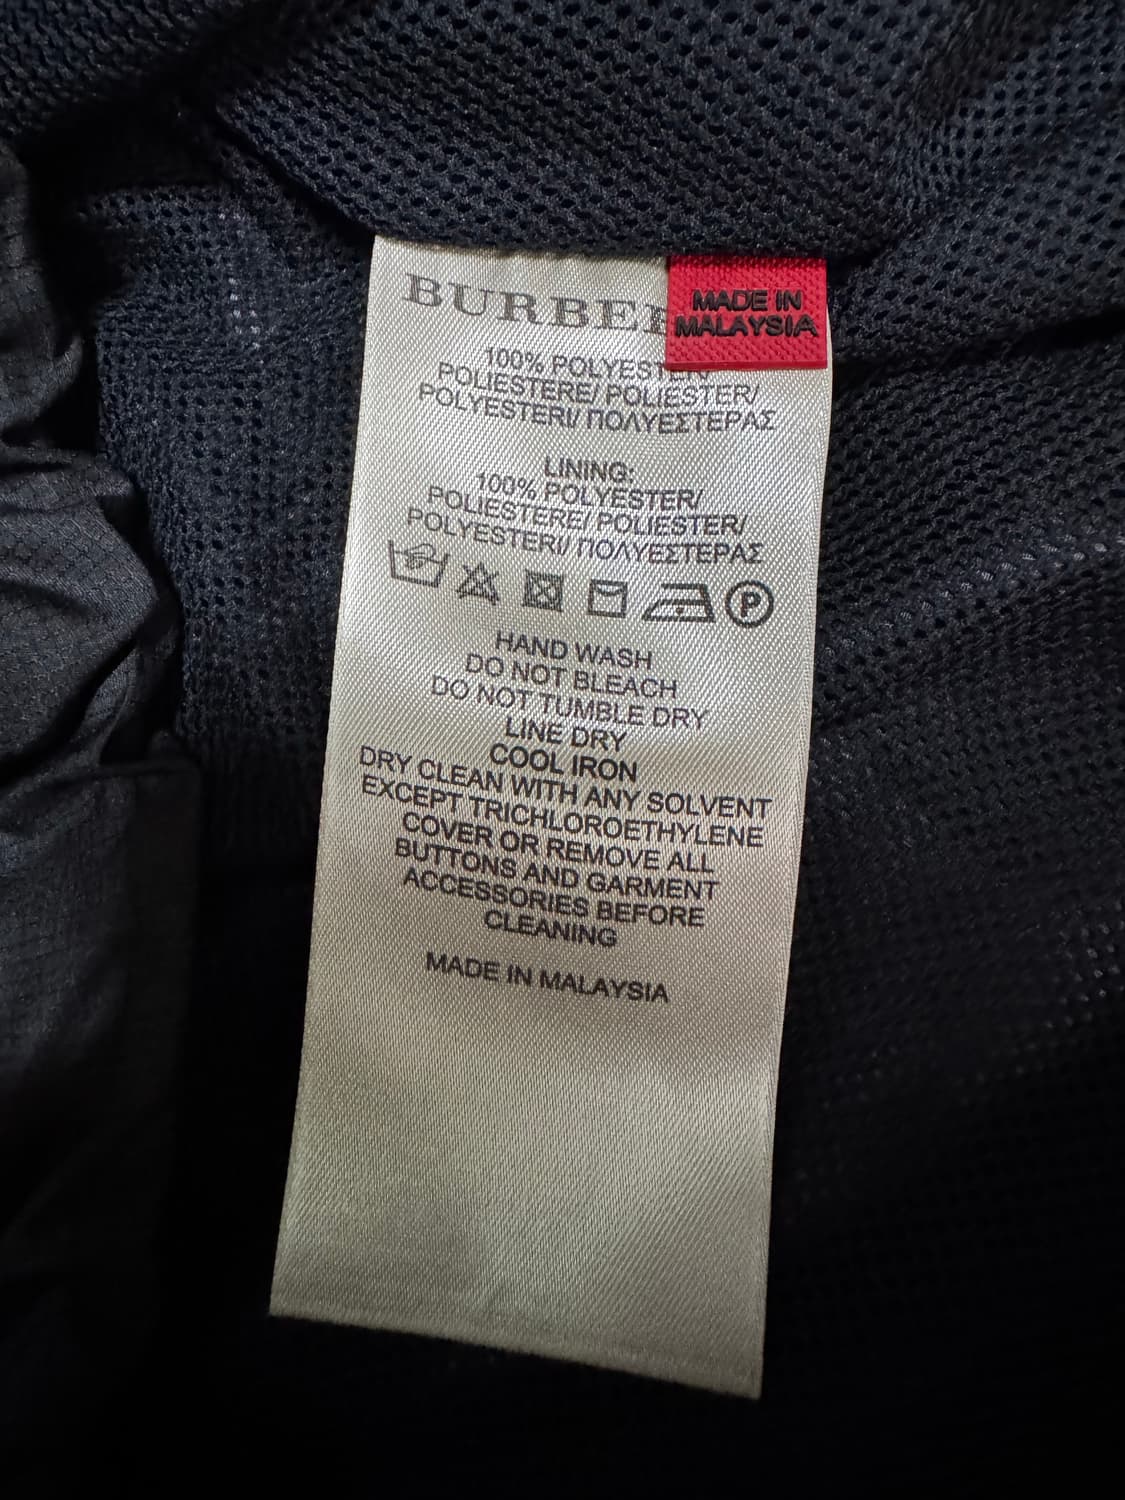 BURBE
MADE IN
MALAYSIA
100% POLYESTER/
POLIESTERE/ POLIESTER/
POLYESTERI/ ΠΟΛΥΕΣΤΕΡΑΣ
LINING:
100% POLYESTER/
POLIESTERE/ POLIESTER/
POLYESTERI/ ΠΟΛΥΕΣΤΕΡΑΣ
P
HAND WASH
DO NOT BLEACH
DO NOT TUMBLE DRY
LINE DRY
COOL IRON
DRY CLEAN WITH ANY SOLVENT
EXCEPT TRICHLOROETHYLENE
COVER OR REMOVE ALL
BUTTONS AND GARMENT
ACCESSORIES BEFORE
CLEANING
MADE IN MALAYSIA